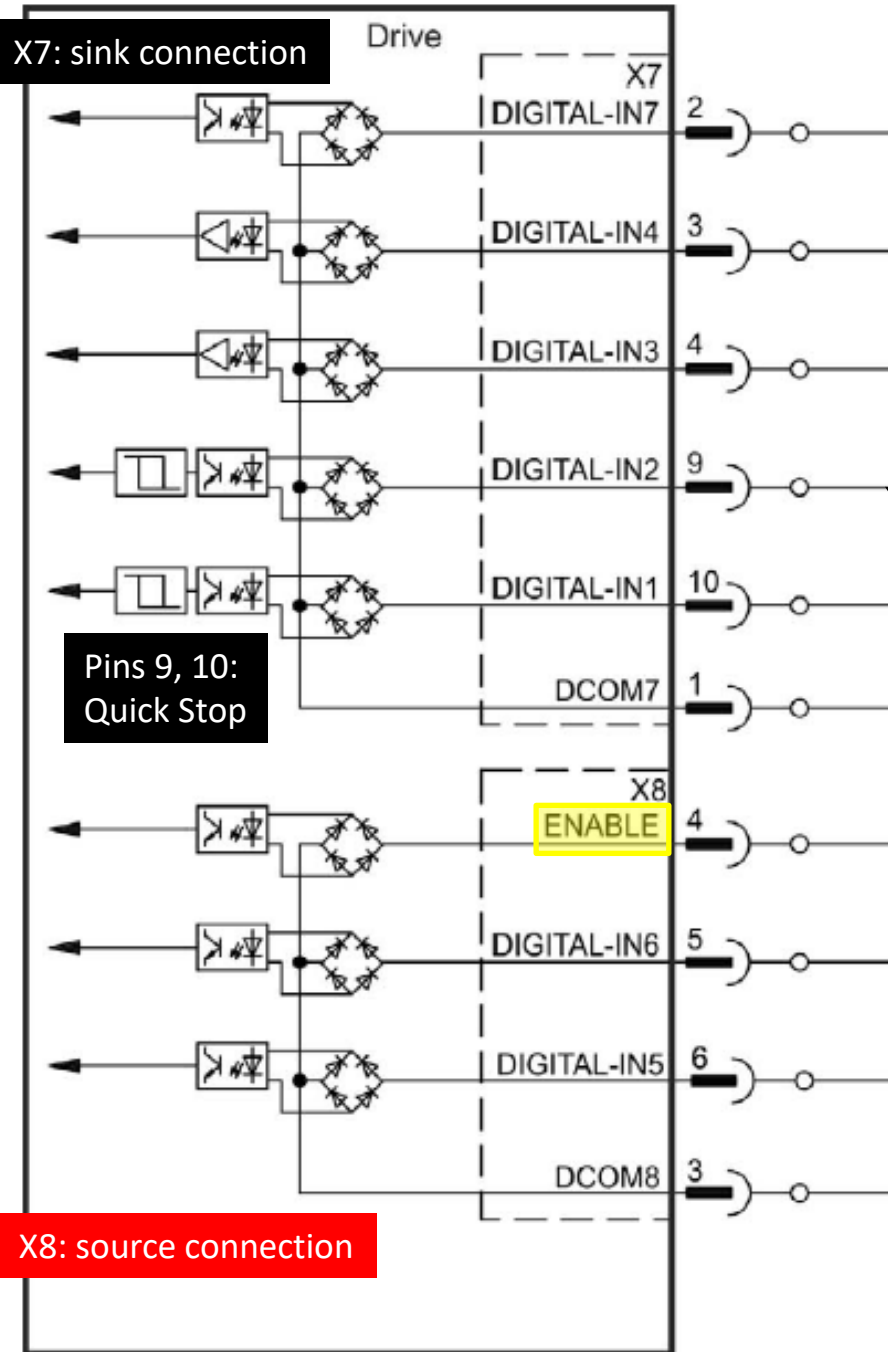 Drive
X7: sink connection
X7
DIGITAL-IN7 2
DIGITAL-IN4 3
DIGITAL-IN3 4
DIGITAL-IN2 9
DIGITAL-IN1 10
Pins 9, 10:
Quick Stop
DCOM7 1
X8
ENABLE 4
DIGITAL-IN6 5
DIGITAL-IN5 6
DCOM8 3
X8: source connection